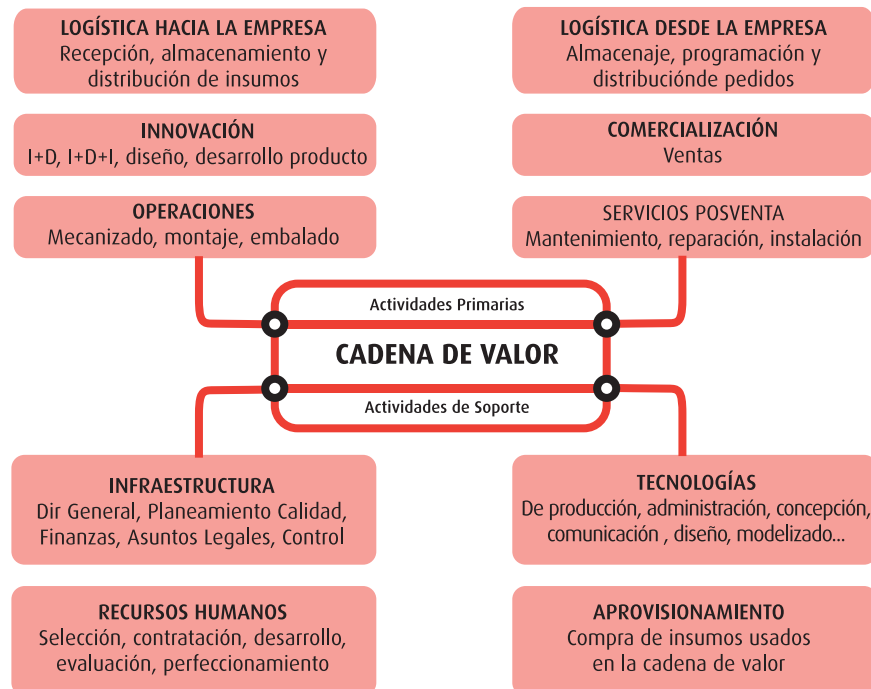 LOGÍSTICA HACIA LA EMPRESA
Recepción, almacenamiento y
distribución de insumos
LOGÍSTICA DESDE LA EMPRESA
Almacenaje, programación y
distribuciónde pedidos
INNOVACIÓN
I+D, I+D+I, diseño, desarrollo producto
COMERCIALIZACIÓN
Ventas
OPERACIONES
Mecanizado, montaje, embalado
SERVICIOS POSVENTA
Mantenimiento, reparación, instalación
Actividades Primarias
CADENA DE VALOR
Actividades de Soporte
INFRAESTRUCTURA
Dir General, Planeamiento Calidad,
Finanzas, Asuntos Legales, Control
TECNOLOGÍAS
De producción, administración, concepción,
comunicación , diseño, modelizado...
RECURSOS HUMANOS
Selección, contratación, desarrollo,
evaluación, perfeccionamiento
APROVISIONAMIENTO
Compra de insumos usados
en la cadena de valor